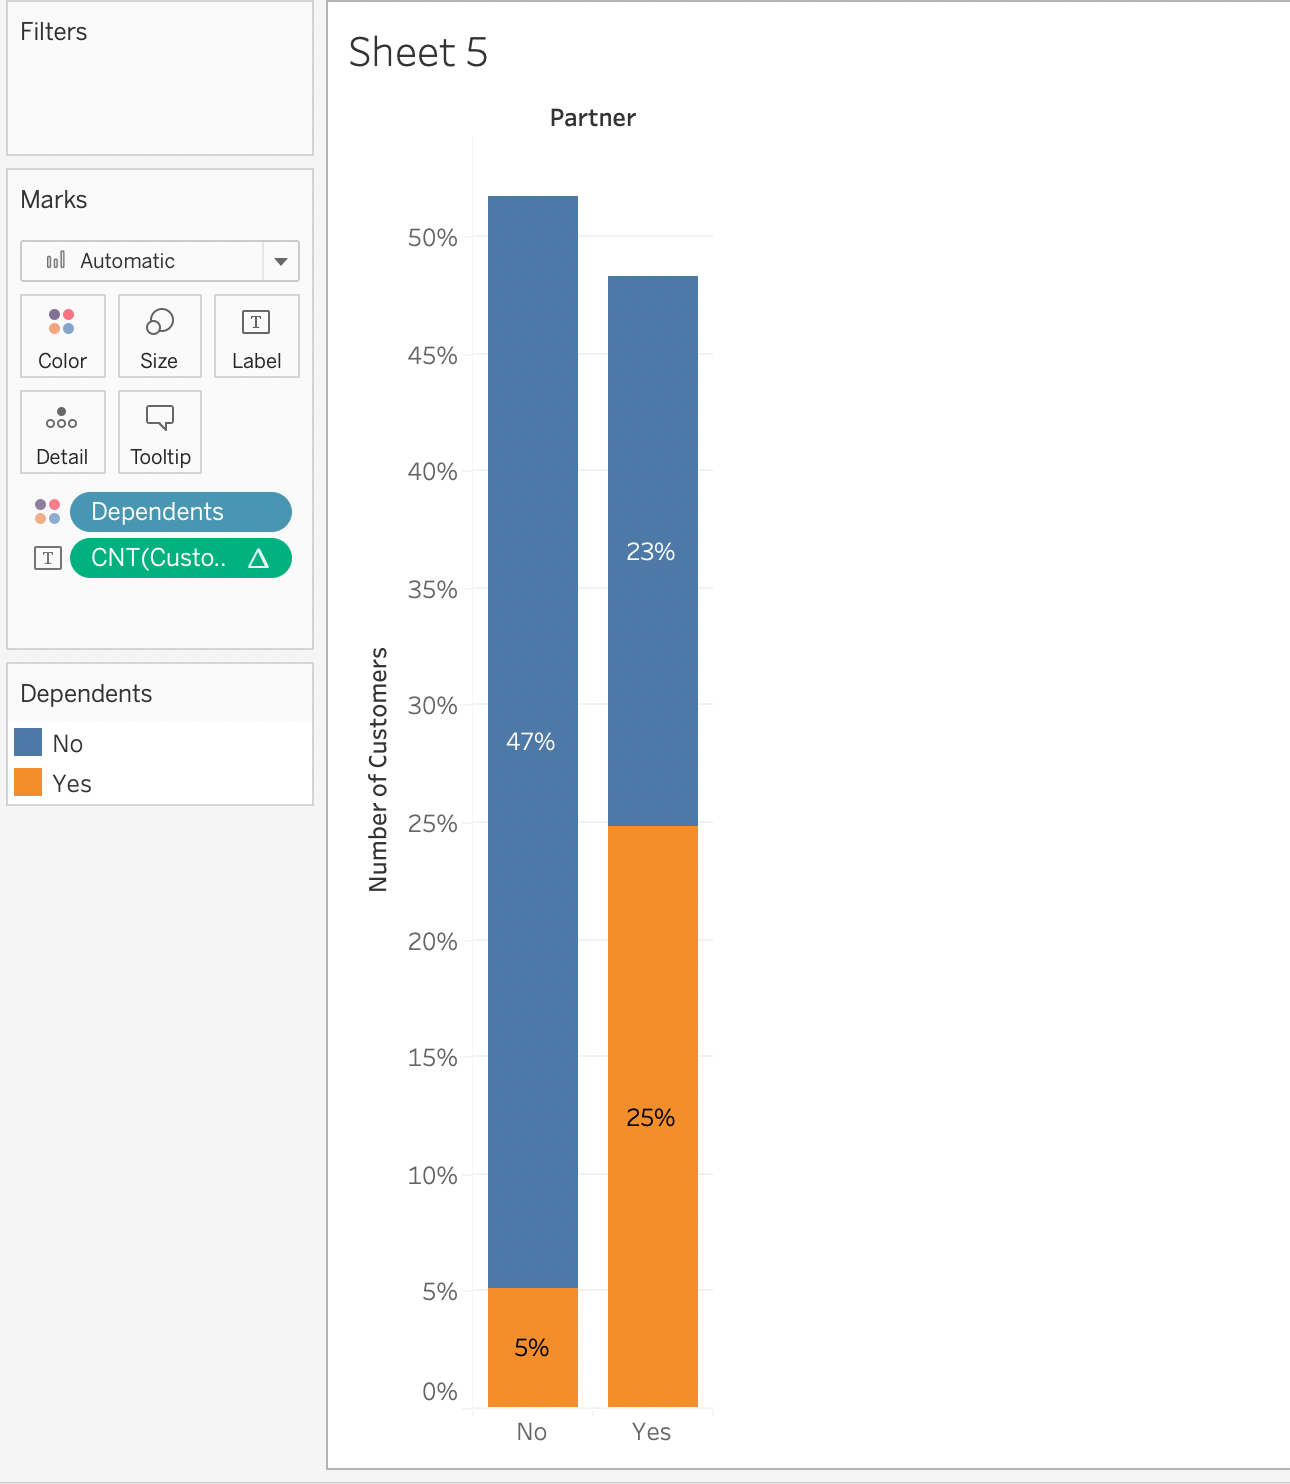 Filters
Marks
Automatic
Color
Size
T
Label
Detail
Tooltip
Dependents
T
CNT(Custo..
Dependents
No
Yes
Sheet 5
Partner
Number of Customers
50%
45%
40%
35%
30%
25%
20%
15%
10%
5%
0%
47%
5%
23%
25%
No
Yes